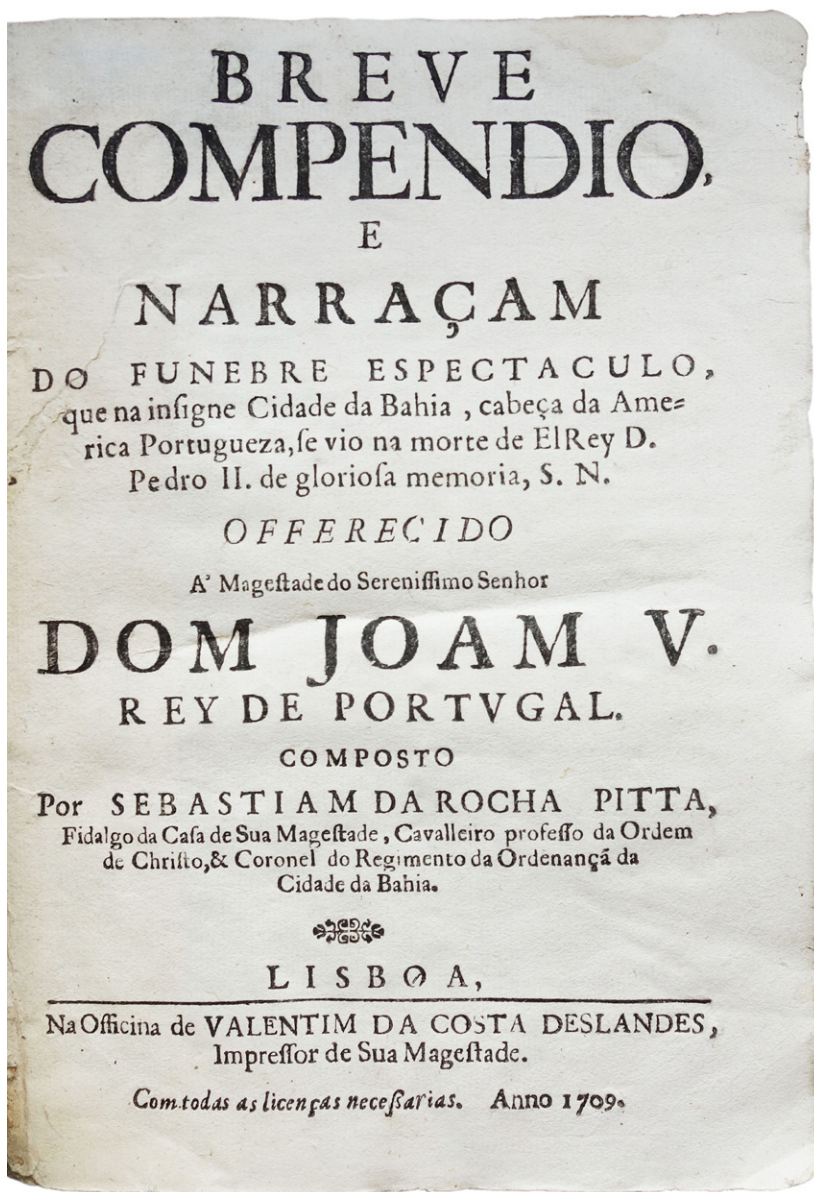 BREVE
COMPENDIO,
E
NARRAÇAM
DO FUNEBRE ESPECTACULO,
que na inſigne Cidade da Bahia, cabeça da Ame=
rica Portugueza, ſe vio na morte de ElRey D.
Pedro II. de glorioſa memoria, S. N.
OFFERECIDO
A' Mageſtade do Sereniſſimo Senhor
DOM JOAM V.
REY DE PORTVGAL.
COMPOSTO
Por SEBASTIAM DA ROCHA PITTA,
Fidalgo da Caſa de Sua Mageſtade, Cavalleiro profeſſo da Ordem
de Chriſto, & Coronel do Regimento da Ordenançã da
Cidade da Bahia.
LISBOA,
Na Officina de VALENTIM DA COSTA DESLANDES,
Impreſſor de Sua Mageſtade.
Com todas as licenças neceßarias. Anno 1709.